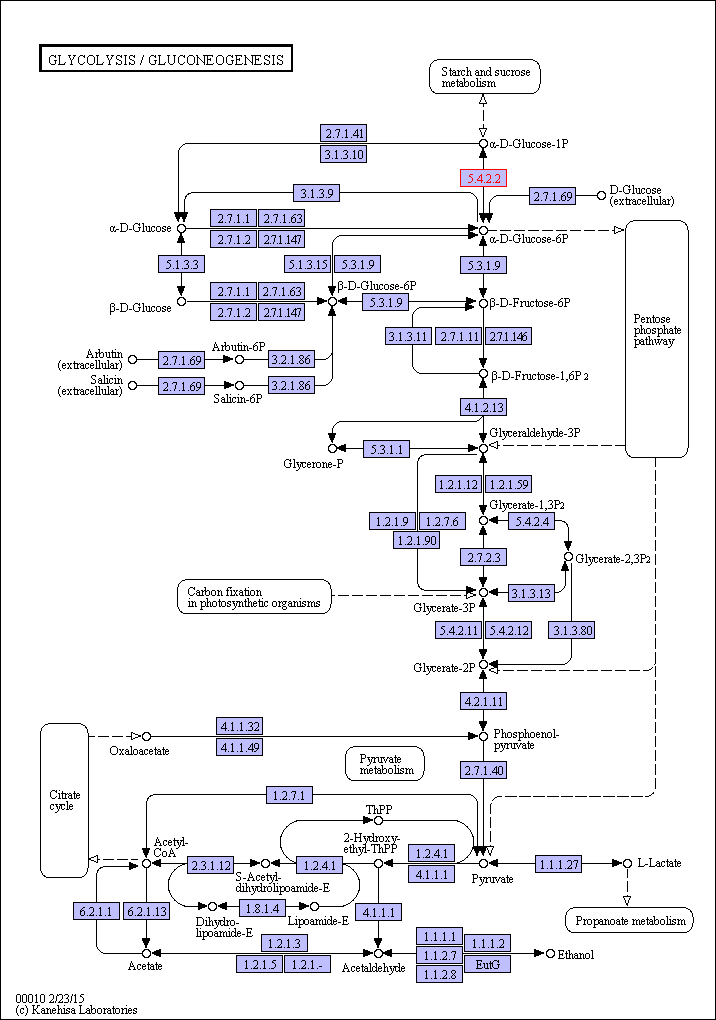 GLYCOLYSIS / GLUCONEOGENESIS
Starch and sucrose
metabolism
2.7.1.41
3.1.3.10
α-D-Glucose-1P
5.4.2.2
3.1.3.9
2.7.1.69
D-Glucose
(extracellular)
α-D-Glucose
2.7.1.1
2.7.1.63
2.7.1.2
2.7.1.147
α-D-Glucose-6P
5.1.3.3
5.1.3.15
5.3.1.9
5.3.1.9
β-D-Glucose-6P
β-D-Glucose
2.7.1.1
2.7.1.63
2.7.1.2
2.7.1.147
5.3.1.9
β-D-Fructose-6P
Pentose
phosphate
pathway
3.1.3.11
2.7.1.11
2.7.1.146
Arbutin
(extracellular)
2.7.1.69
Arbutin-6P
3.2.1.86
Salicin
(extracellular)
2.7.1.69
Salicin-6P
3.2.1.86
β-D-Fructose-1,6P2
4.1.2.13
Glyceraldehyde-3P
Glycerone-P
5.3.1.1
1.2.1.12
1.2.1.59
Glycerate-1,3P2
1.2.1.9
1.2.7.6
1.2.1.90
5.4.2.4
2.7.2.3
Glycerate-2,3P2
Carbon fixation
in photosynthetic organisms
3.1.3.13
Glycerate-3P
5.4.2.11
5.4.2.12
3.1.3.80
Glycerate-2P
4.2.1.11
Oxaloacetate
4.1.1.32
4.1.1.49
Phosphoenol-
pyruvate
Pyruvate
metabolism
2.7.1.40
Citrate
cycle
1.2.7.1
ThPP
Acetyl-
CoA
2-Hydroxy-
ethyl-ThPP
2.3.1.12
S-Acetyl-
dihydrolipoamide-E
1.2.4.1
1.2.4.1
4.1.1.1
Pyruvate
1.1.1.27
L-Lactate
6.2.1.1
6.2.1.13
Dihydro-
lipoamide-E
1.8.1.4
Lipoamide-E
4.1.1.1
Propanoate metabolism
Acetate
1.2.1.3
1.2.1.5
1.2.1.-
Acetaldehyde
1.1.1.1
1.1.1.2
1.1.2.7
EutG
1.1.2.8
Ethanol
00010 2/23/15
(c) Kanehisa Laboratories